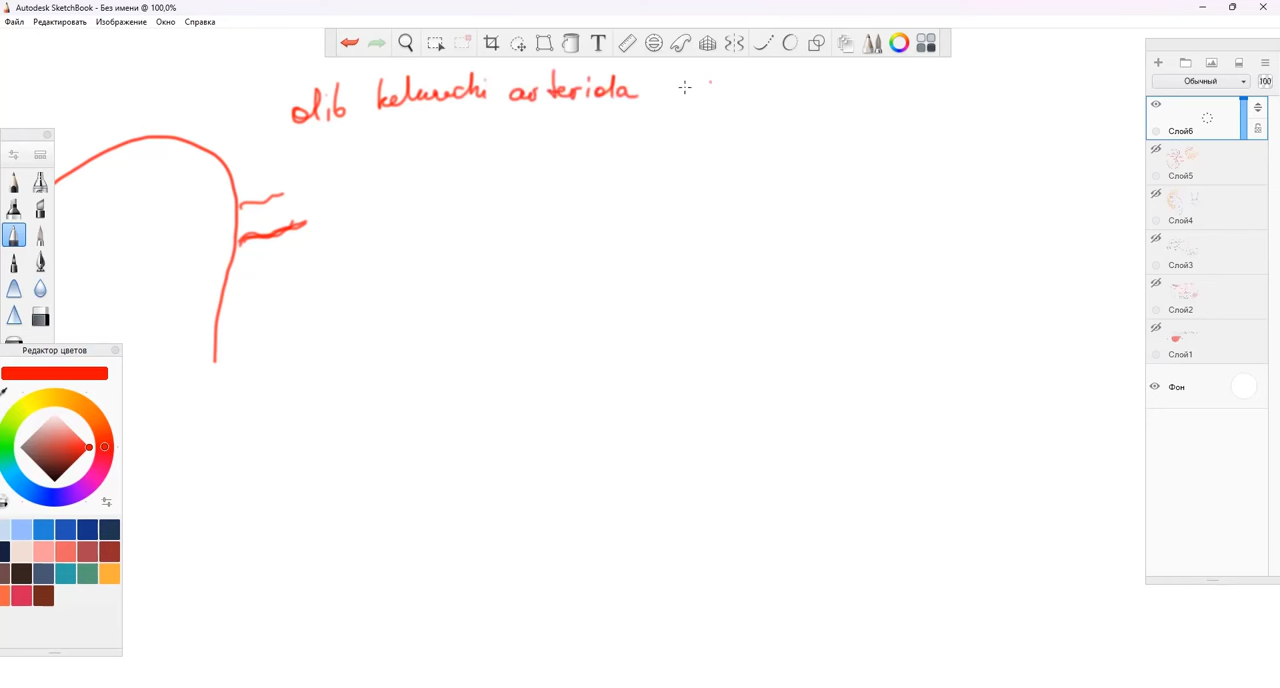 Autodesk SketchBook - Без имени @ 100,0%
Файл Редактировать Изображение Окно Справка
olib keluvchi arteriola
Обычный 100
Слой6
Слой5
Слой4
Слой3
Слой2
Слой1
Фон
Редактор цветов